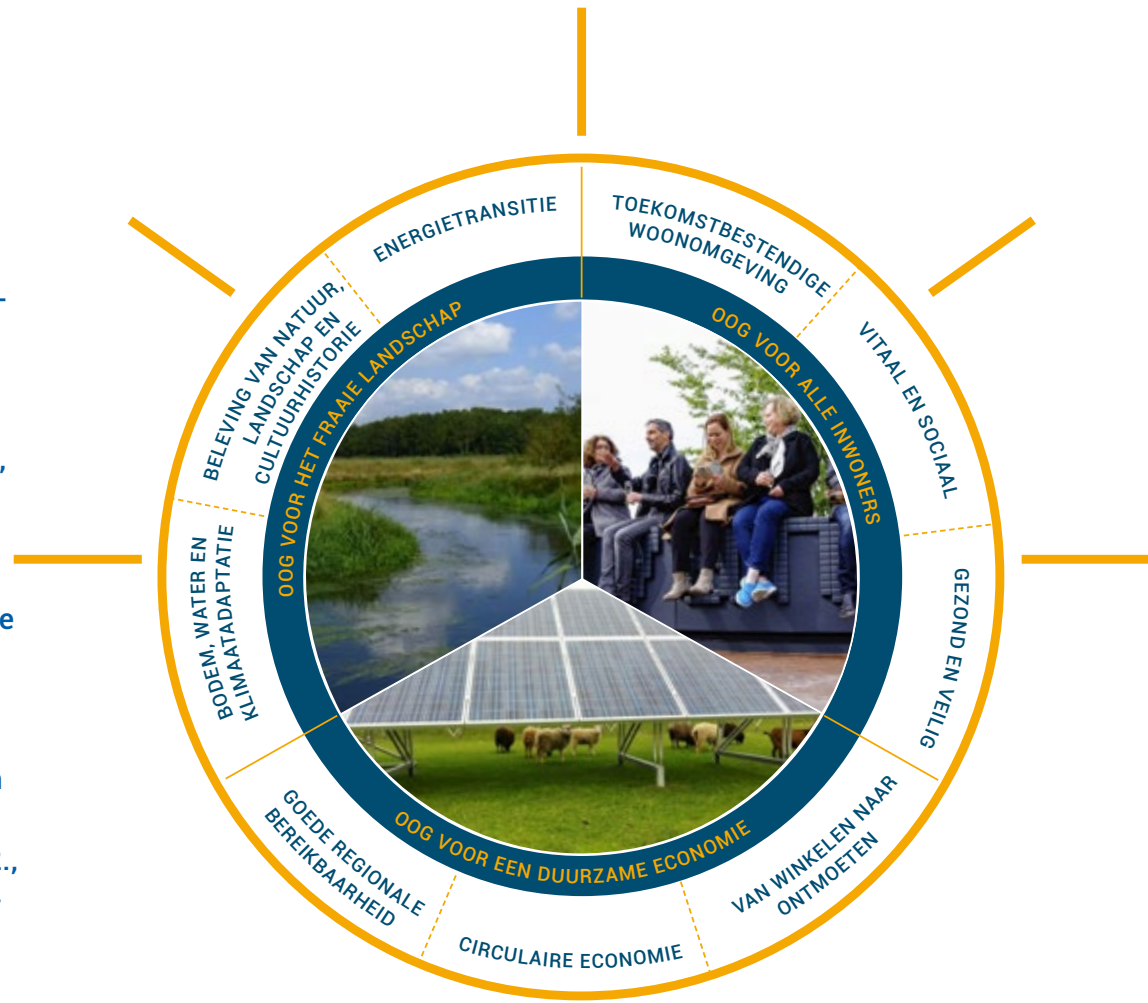 ENERGIETRANSITIE
TOEKOMSTBESTENDIGE
WOONOMGEVING
VITAAL EN SOCIAAL
GEZOND EN VEILIG
VAN WINKELEN NAAR
ONTMOETEN
CIRCULAIRE ECONOMIE
GOEDE REGIONALE
BEREIKBAARHEID
BODEM, WATER EN
KLIMAATADAPTATIE
BELEVING VAN NATUUR,
LANDSCHAP EN
CULTUURHISTORIE
OOG VOOR HET FRAAIE LANDSCHAP
OOG VOOR ALLE INWONERS
OOG VOOR EEN DUURZAME ECONOMIE